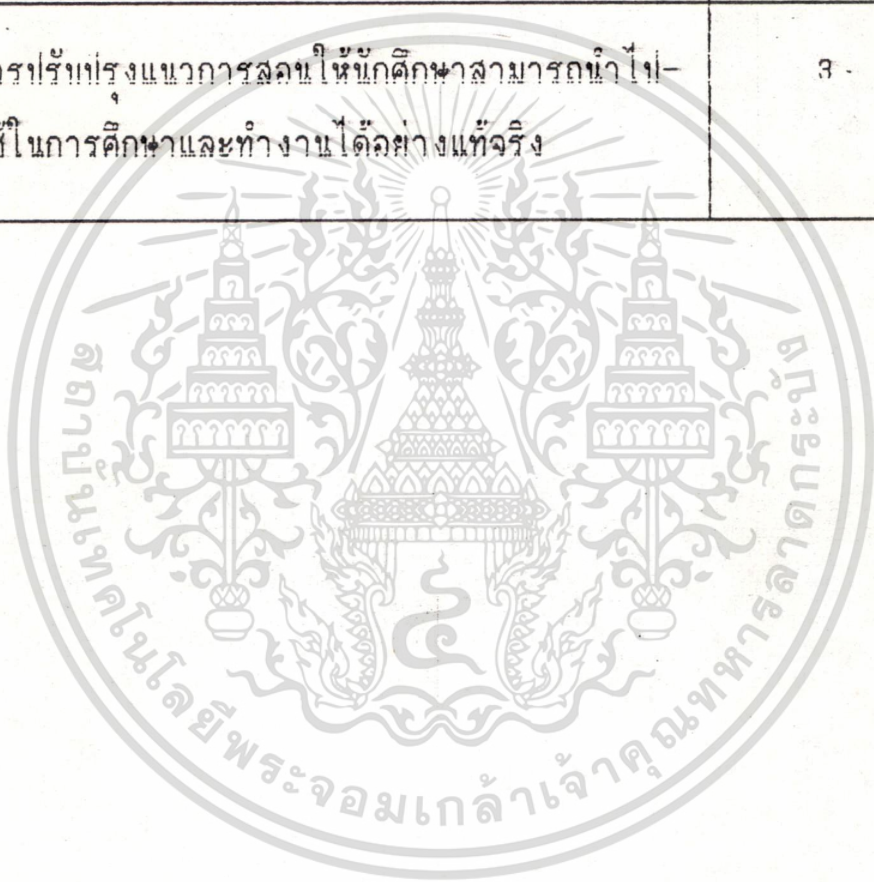 รปรับปรุงแนวการสอนให้นักศึกษาสามารถนำไป-
3
ช้ในการศึกษาและทำงานได้อย่างแท้จริง
สถาบันเทคโนโลยีพระจอมเกล้าเจ้าคุณทหารลาดกระบัง